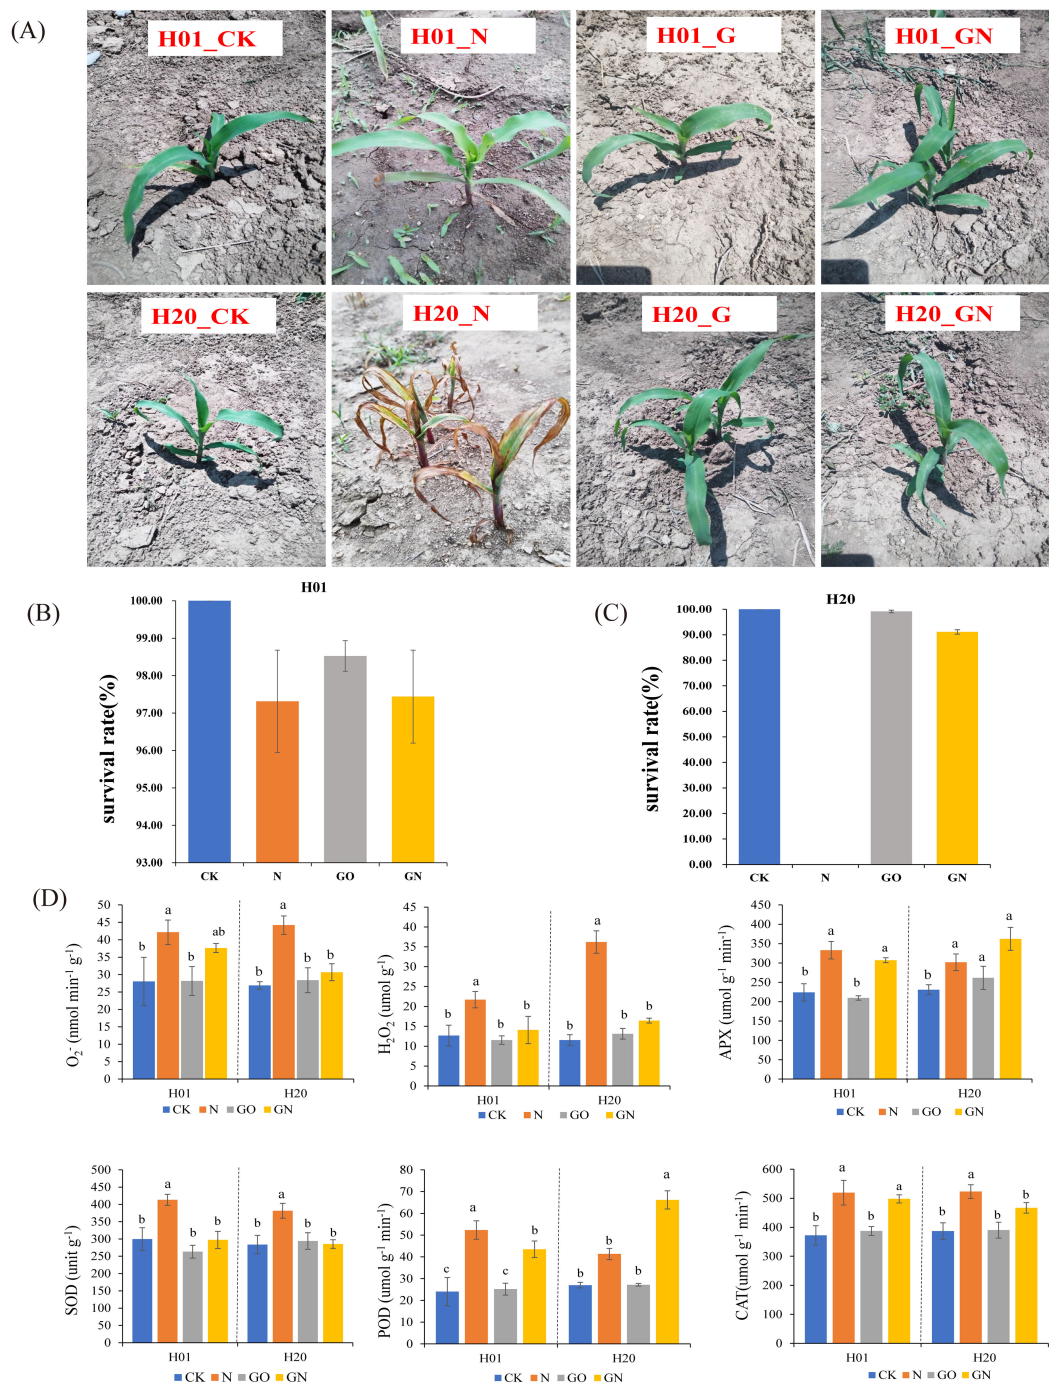 (A)
H01_CK
H01_N
H01_G
H01_GN
H20_CK
H20_N
H20_G
H20_GN
(B)
H01
survival rate(%)
100.00
99.00
98.00
97.00
96.00
95.00
94.00
93.00
CK N GO GN
(C)
H20
survival rate(%)
100.00
90.00
80.00
70.00
60.00
50.00
40.00
30.00
20.00
10.00
0.00
CK N GO GN
(D)
O₂⁻ (nmol min⁻¹ g⁻¹)
50
45
40
35
30
25
20
15
10
5
0
b a b ab b a b b
H01 H20
CK N GO GN
H₂O₂ (umol g⁻¹)
45
40
35
30
25
20
15
10
5
0
b a b b b a b b
H01 H20
CK N GO GN
APX (umol g⁻¹ min⁻¹)
450
400
350
300
250
200
150
100
50
0
b a b a b a a a
H01 H20
CK N GO GN
SOD (unit g⁻¹)
500
450
400
350
300
250
200
150
100
50
0
b a b b b a b b
H01 H20
CK N GO GN
POD (umol g⁻¹ min⁻¹)
80
70
60
50
40
30
20
10
0
c a c b b b b a
H01 H20
CK N GO GN
CAT(umol g⁻¹ min⁻¹)
600
500
400
300
200
100
0
b a b a b a b b
H01 H20
CK N GO GN